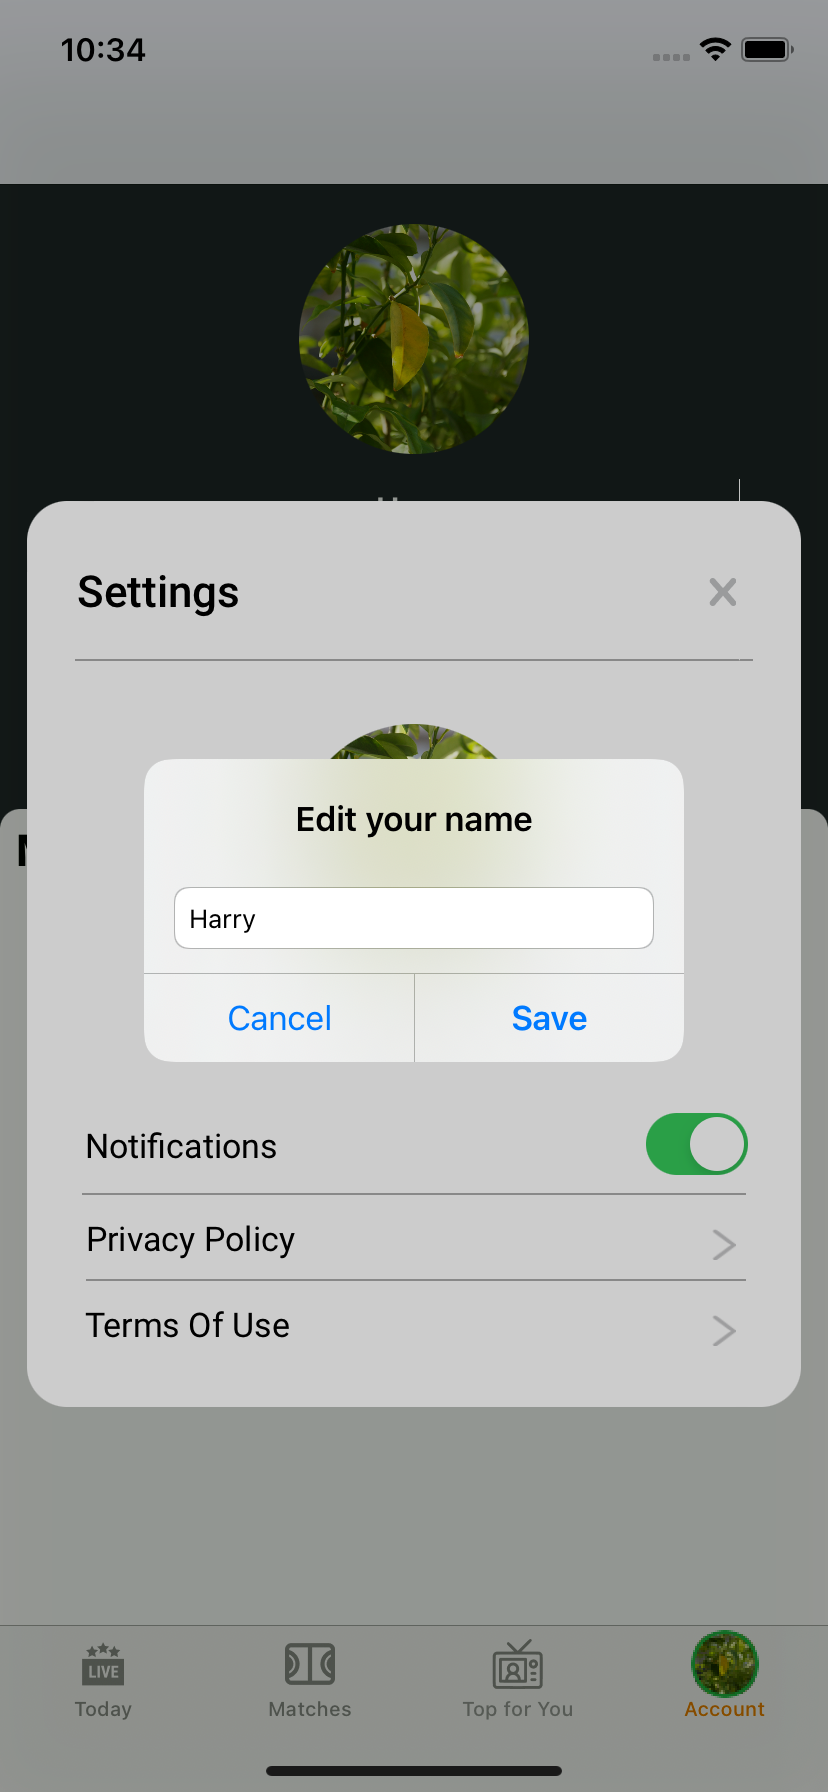 10:34
Settings
Edit your name
Harry
Cancel
Save
Notifications
Privacy Policy
Terms Of Use
LIVE
Today
Matches
Top for You
Account